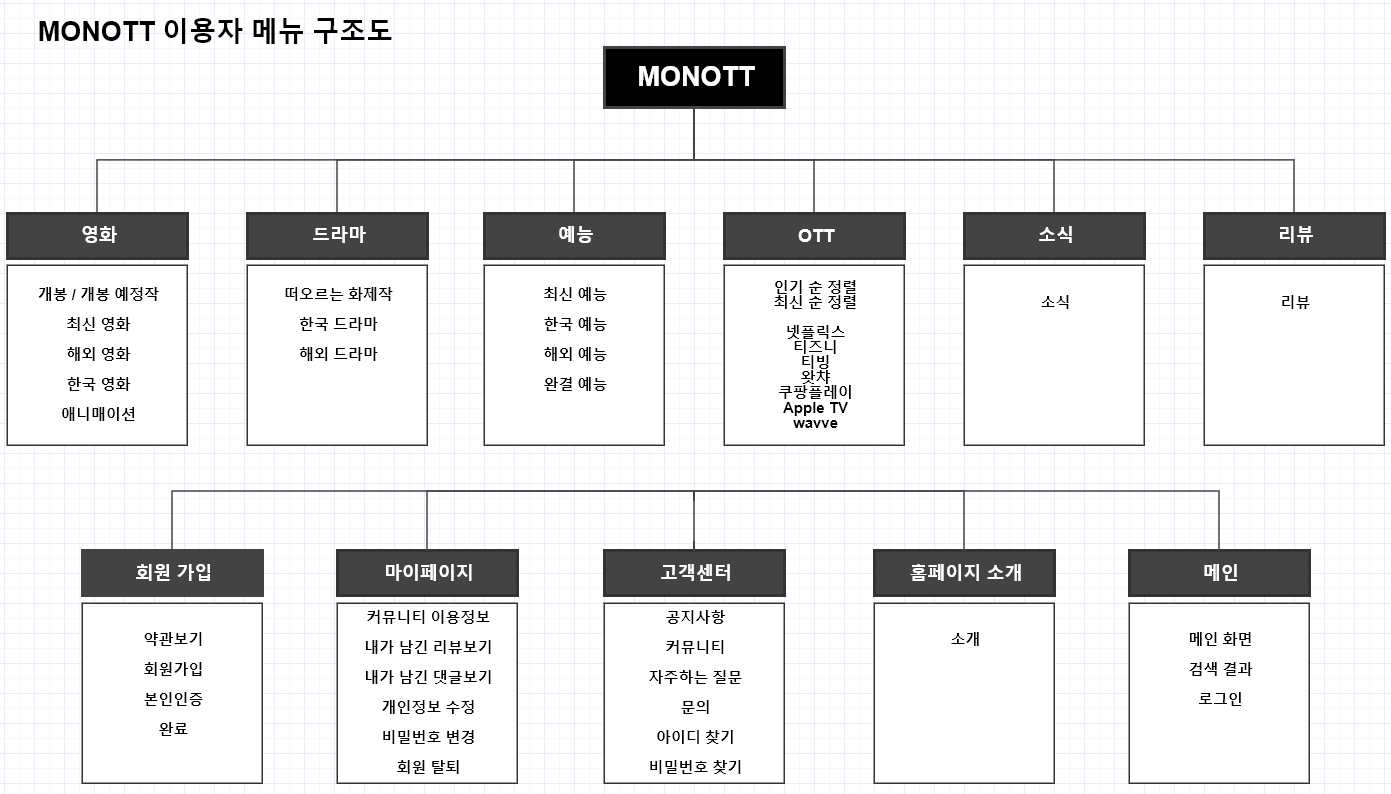 MONOTT 이용자 메뉴 구조도
MONOTT
영화
개봉 / 개봉 예정작
최신 영화
해외 영화
한국 영화
애니매이션
드라마
떠오르는 화제작
한국 드라마
해외 드라마
예능
최신 예능
한국 예능
해외 예능
완결 예능
OTT
인기 순 정렬
최신 순 정렬
넷플릭스
티즈니
티빙
왓챠
쿠팡플레이
Apple TV
wavve
소식
소식
리뷰
리뷰
회원 가입
약관보기
회원가입
본인인증
완료
마이페이지
커뮤니티 이용정보
내가 남긴 리뷰보기
내가 남긴 댓글보기
개인정보 수정
비밀번호 변경
회원 탈퇴
고객센터
공지사항
커뮤니티
자주하는 질문
문의
아이디 찾기
비밀번호 찾기
홈페이지 소개
소개
메인
메인 화면
검색 결과
로그인